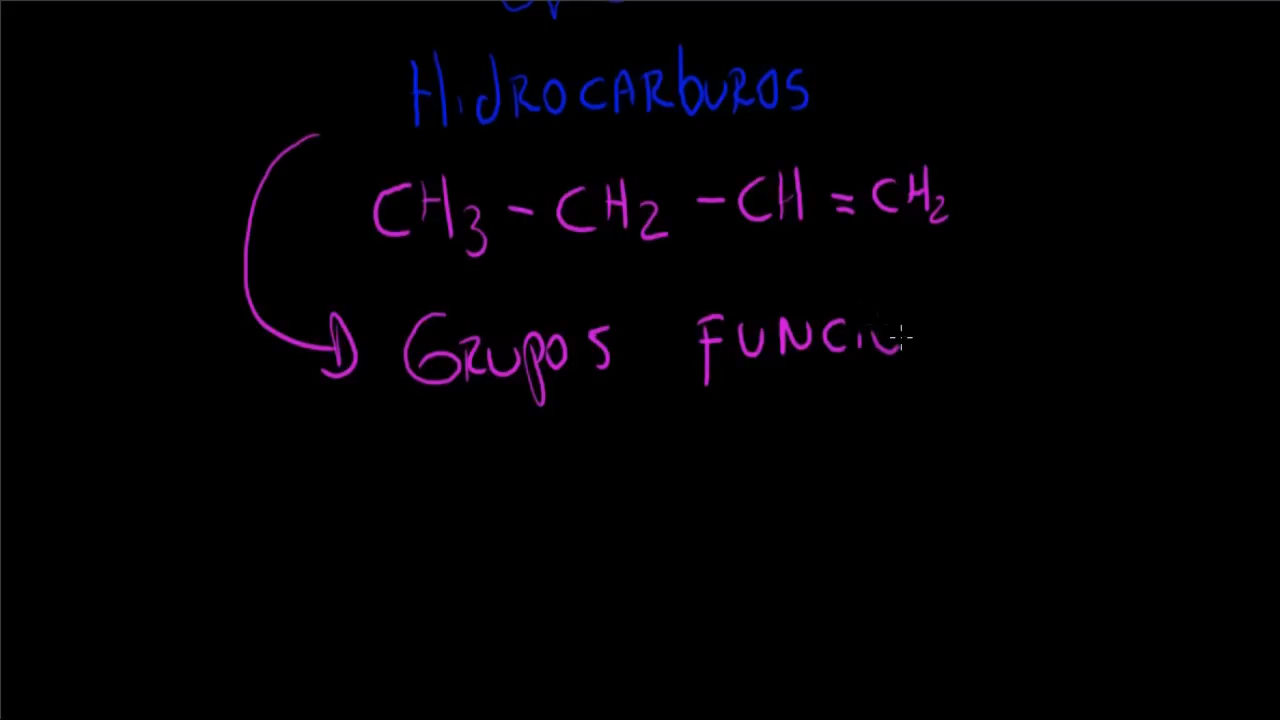 HiDROCARbUROS
CH3 - CH2 - CH = CH2
GRUPOS